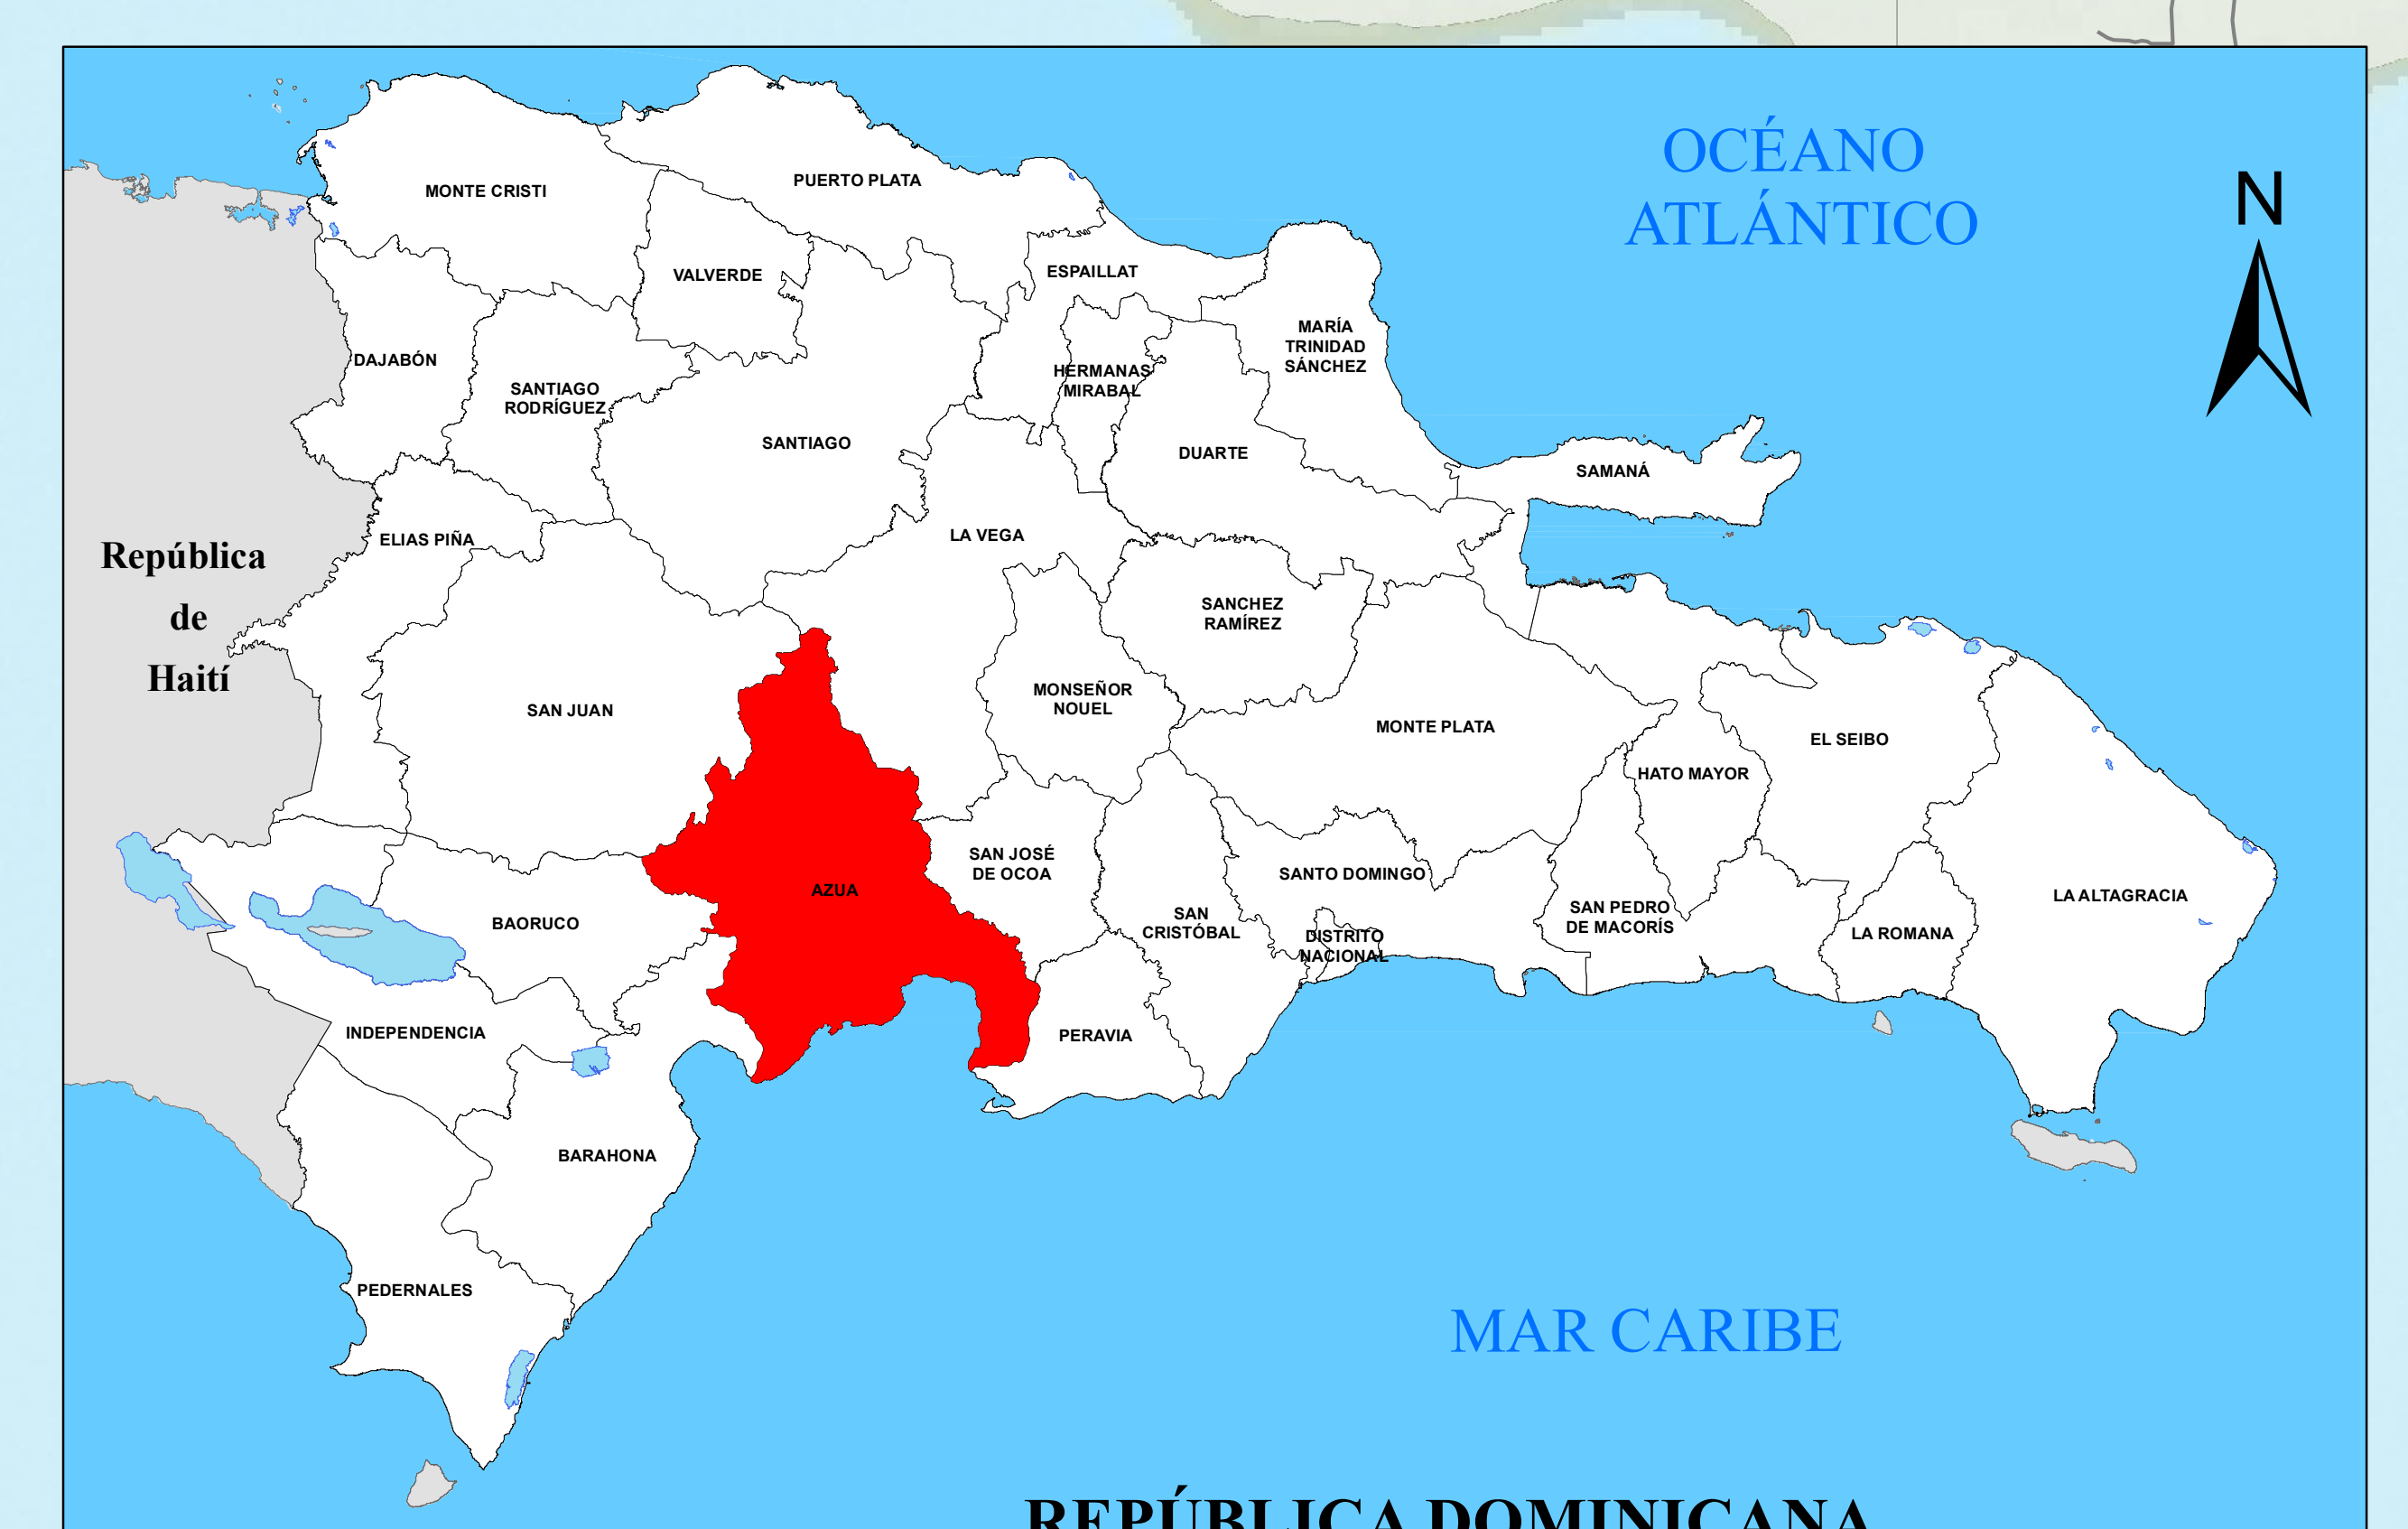 OCÉANO
ATLÁNTICO
N
MONTE CRISTI
PUERTO PLATA
VALVERDE
ESPAILLAT
MARÍA
TRINIDAD
SÁNCHEZ
DAJABÓN
SANTIAGO
RODRÍGUEZ
HERMANAS
MIRABAL
SANTIAGO
DUARTE
SAMANÁ
ELIAS PIÑA
LA VEGA
República
de
Haití
SANCHEZ
RAMÍREZ
SAN JUAN
MONSEÑOR
NOUEL
MONTE PLATA
EL SEIBO
HATO MAYOR
SAN JOSÉ
DE OCOA
SANTO DOMINGO
AZUA
LA ALTAGRACIA
BAORUCO
SAN
CRISTÓBAL
SAN PEDRO
DE MACORÍS
LA ROMANA
DISTRITO
NACIONAL
INDEPENDENCIA
PERAVIA
BARAHONA
PEDERNALES
MAR CARIBE
REPÚBLICA DOMINICANA